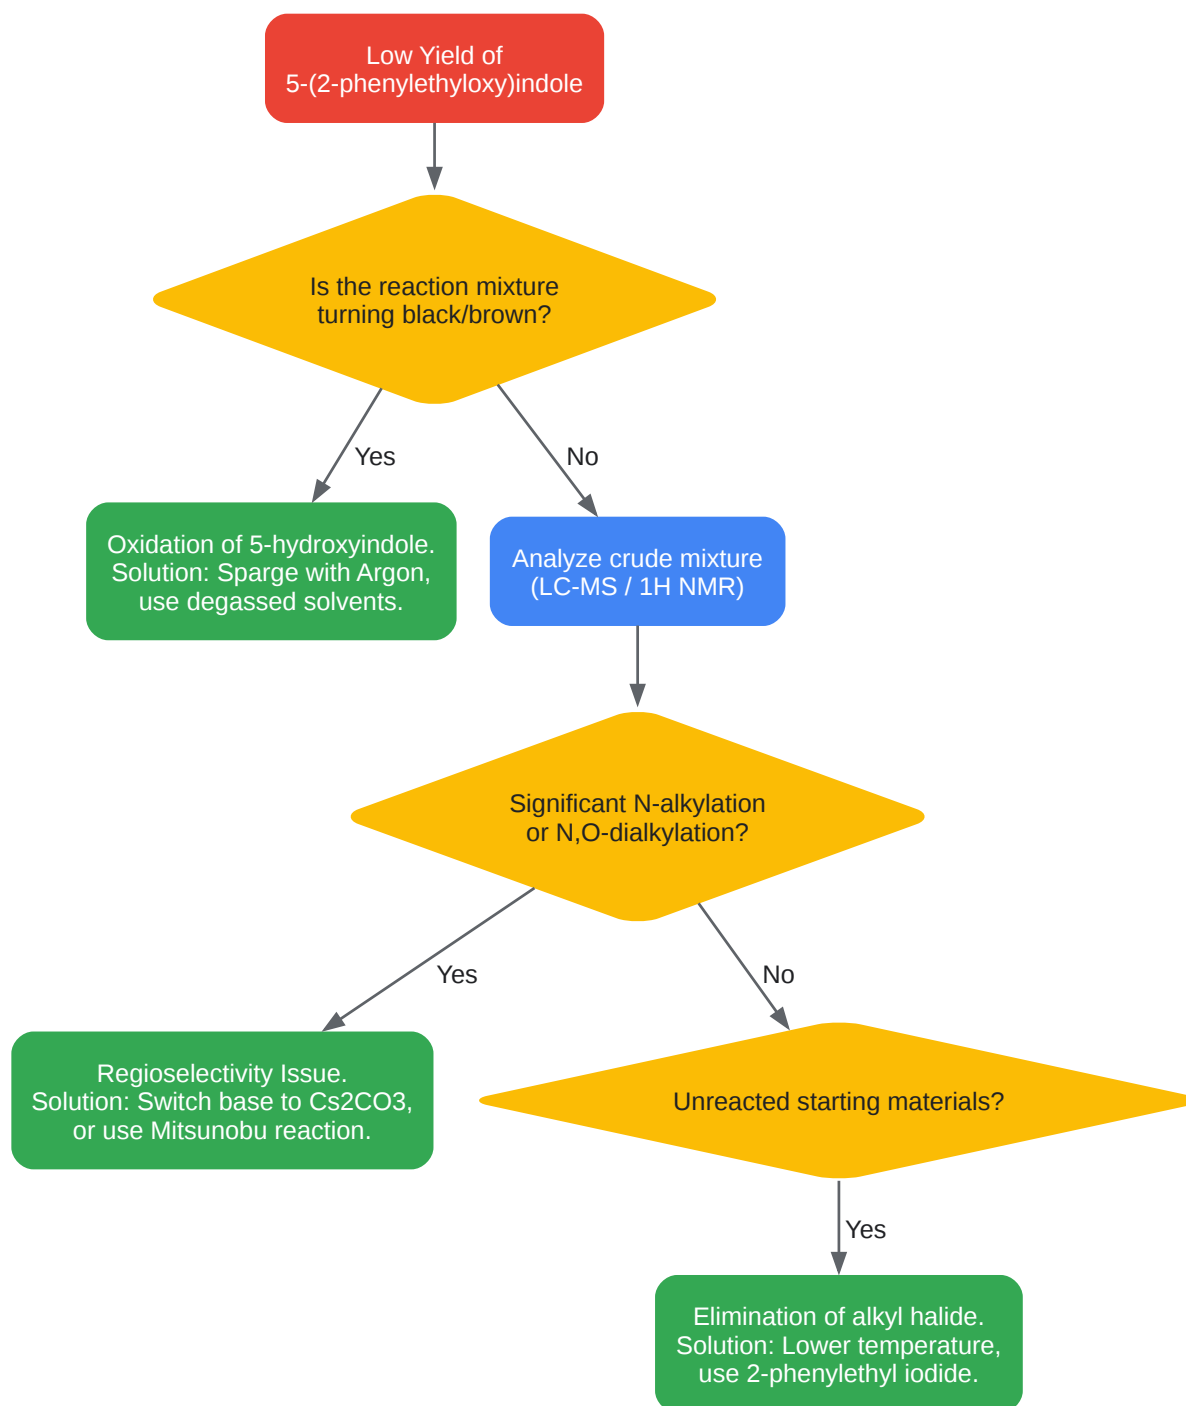 Low Yield of
5-(2-phenylethyloxy)indole
Is the reaction mixture
turning black/brown?
Yes
No
Oxidation of 5-hydroxyindole.
Solution: Sparge with Argon,
use degassed solvents.
Analyze crude mixture
(LC-MS / 1H NMR)
Significant N-alkylation
or N,O-dialkylation?
Yes
No
Regioselectivity Issue.
Solution: Switch base to Cs2CO3,
or use Mitsunobu reaction.
Unreacted starting materials?
Yes
Elimination of alkyl halide.
Solution: Lower temperature,
use 2-phenylethyl iodide.